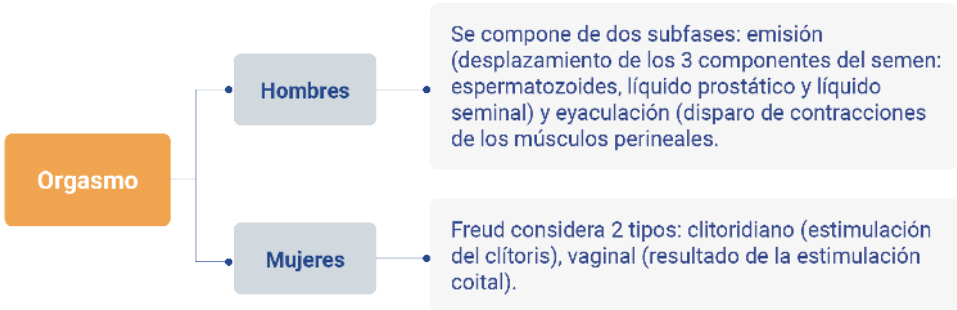 Orgasmo
Hombres
Se compone de dos subfases: emisión
(desplazamiento de los 3 componentes del semen:
espermatozoides, líquido prostático y líquido
seminal) y eyaculación (disparo de contracciones
de los músculos perineales.
Mujeres
Freud considera 2 tipos: clitoridiano (estimulación
del clítoris), vaginal (resultado de la estimulación
coital).